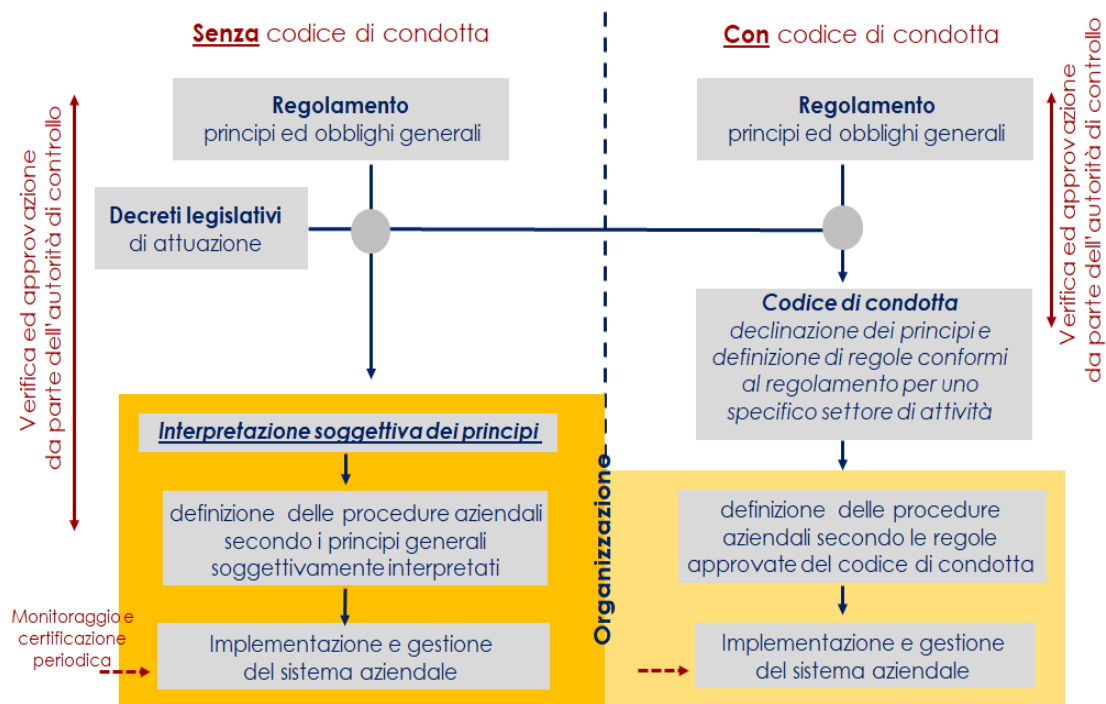 Senza codice di condotta
Verifica ed approvazione
da parte dell'autorità di controllo
Regolamento
principi ed obblighi generali
Decreti legislativi
di attuazione
Interpretazione soggettiva dei principi
definizione delle procedure aziendali
secondo i principi generali
soggettivamente interpretati
Monitoraggio e
certificazione
periodica
Implementazione e gestione
del sistema aziendale
Organizzazione
Con codice di condotta
Regolamento
principi ed obblighi generali
Verifica ed approvazione
da parte dell'autorità di controllo
Codice di condotta
declinazione dei principi e
definizione di regole conformi
al regolamento per uno
specifico settore di attività
definizione delle procedure
aziendali secondo le regole
approvate del codice di condotta
Implementazione e gestione
del sistema aziendale